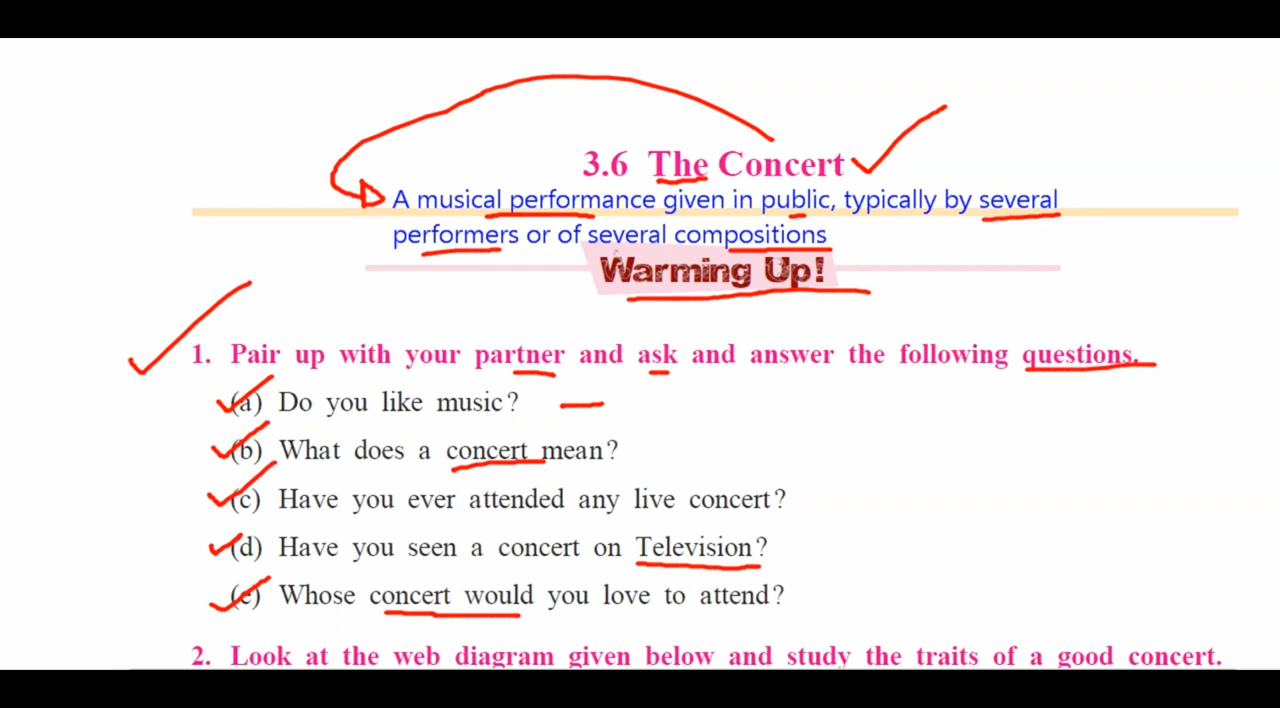 3.6 The Concert
A musical performance given in public, typically by several
performers or of several compositions
Warming Up!
1. Pair up with your partner and ask and answer the following questions.
(a) Do you like music?
(b) What does a concert mean?
(c) Have you ever attended any live concert?
(d) Have you seen a concert on Television?
(e) Whose concert would you love to attend?
2. Look at the web diagram given below and study the traits of a good concert.